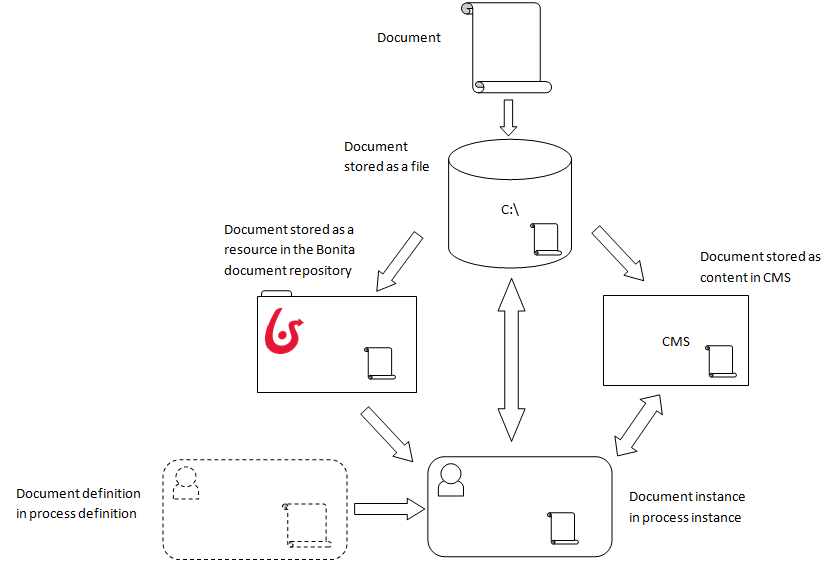 Document
Document
stored as a file
C:\
Document stored as a
resource in the Bonita
document repository
Document stored as
content in CMS
CMS
Document definition
in process definition
Document instance
in process instance